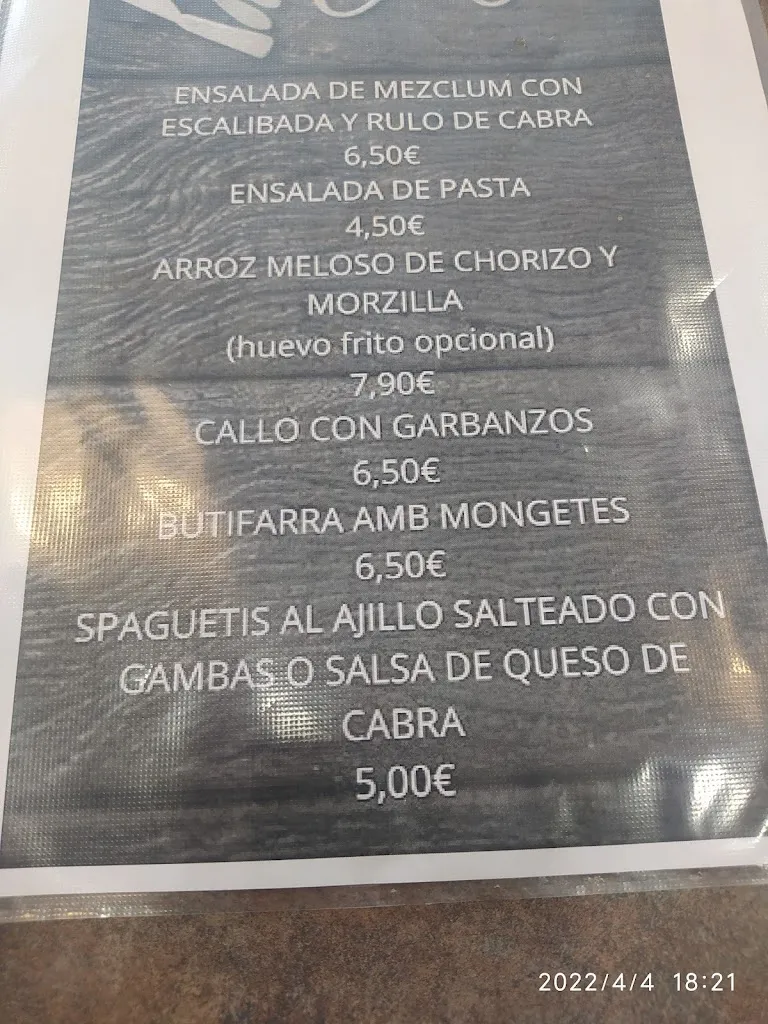 ENSALADA DE MEZCLUM CON
ESCALIBADA Y RULO DE CABRA
6,50€
ENSALADA DE PASTA
4,50€
ARROZ MELOSO DE CHORIZO Y
MORZILLA
(huevo frito opcional)
7,90€
CALLO CON GARBANZOS
6,50€
BUTIFARRA AMB MONGETES
6,50€
SPAGUETIS AL AJILLO SALTEADO CON
GAMBAS O SALSA DE QUESO DE
CABRA
5,00€
2022/4/4 18:21